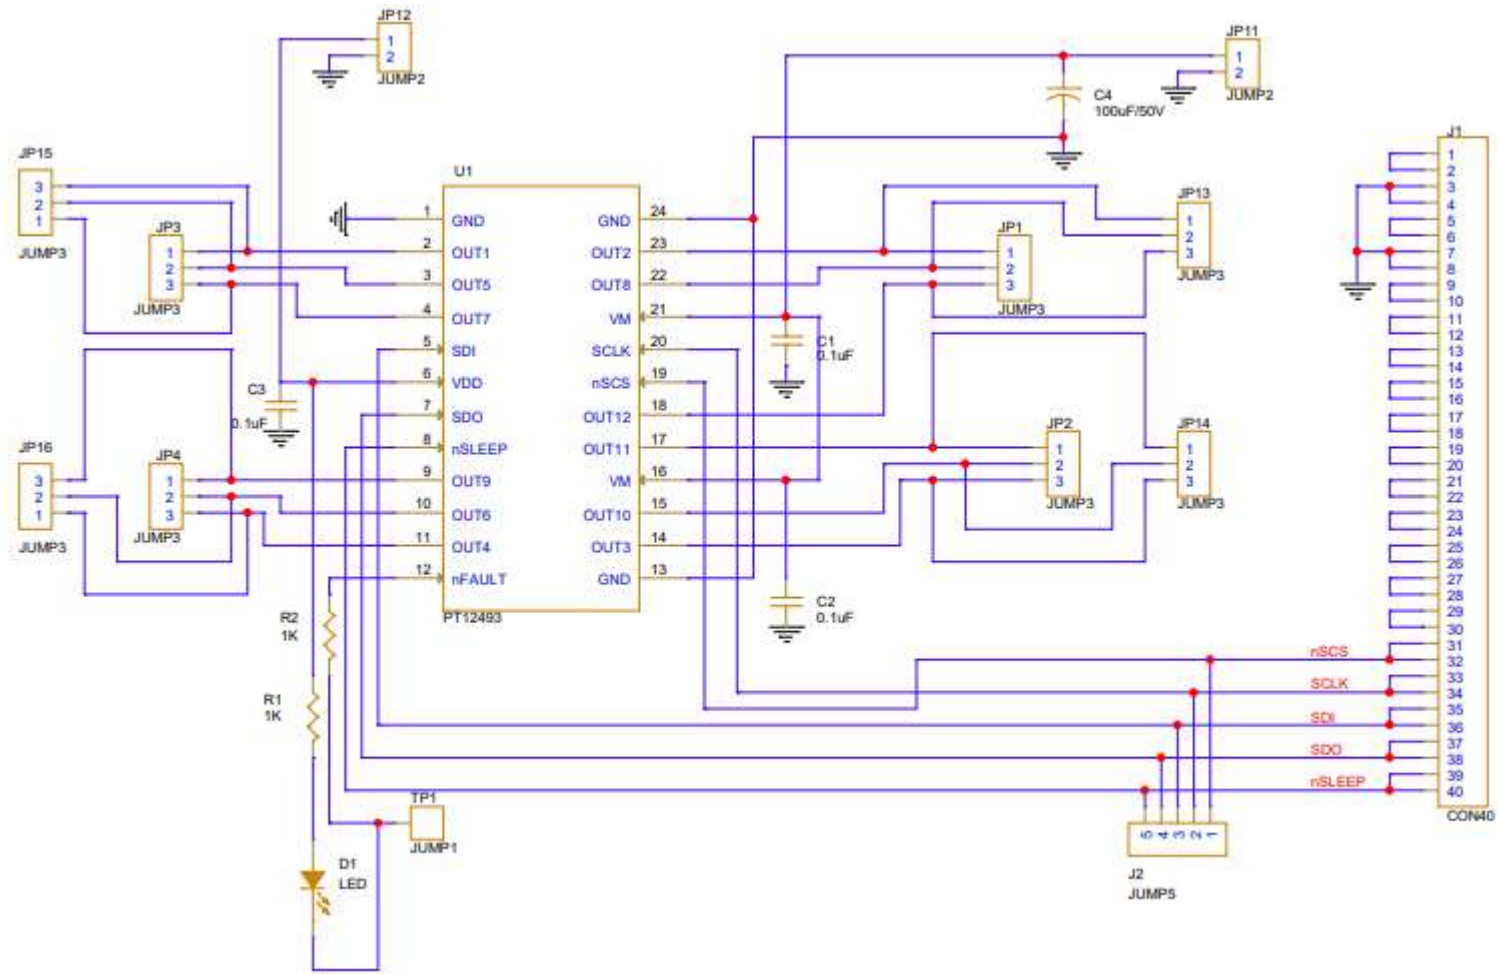 JP12
1
2
JUMP2
JP11
1
2
JUMP2
C4
100uF/50V
J1
1
2
3
4
5
6
7
8
9
10
11
12
13
14
15
16
17
18
19
20
21
22
23
24
25
26
27
28
29
30
31
32
33
34
35
36
37
38
39
40
CON40
JP15
3
2
1
JUMP3
JP3
1
2
3
JUMP3
U1
1 GND
2 OUT1
3 OUT5
4 OUT7
5 SDI
6 VDD
7 SDO
8 nSLEEP
9 OUT9
10 OUT6
11 OUT4
12 nFAULT
GND 24
OUT2 23
OUT8 22
VM 21
SCLK 20
nSCS 19
OUT12 18
OUT11 17
VM 16
OUT10 15
OUT3 14
GND 13
PT12493
JP1
1
2
3
JUMP3
JP13
1
2
3
JUMP3
C1
0.1uF
C3
0.1uF
JP16
3
2
1
JUMP3
JP4
1
2
3
JUMP3
JP2
1
2
3
JUMP3
JP14
1
2
3
JUMP3
C2
0.1uF
R2
1K
R1
1K
nSCS
SCLK
SDI
SDO
nSLEEP
TP1
JUMP1
D1
LED
5 4 3 2 1
J2
JUMP5